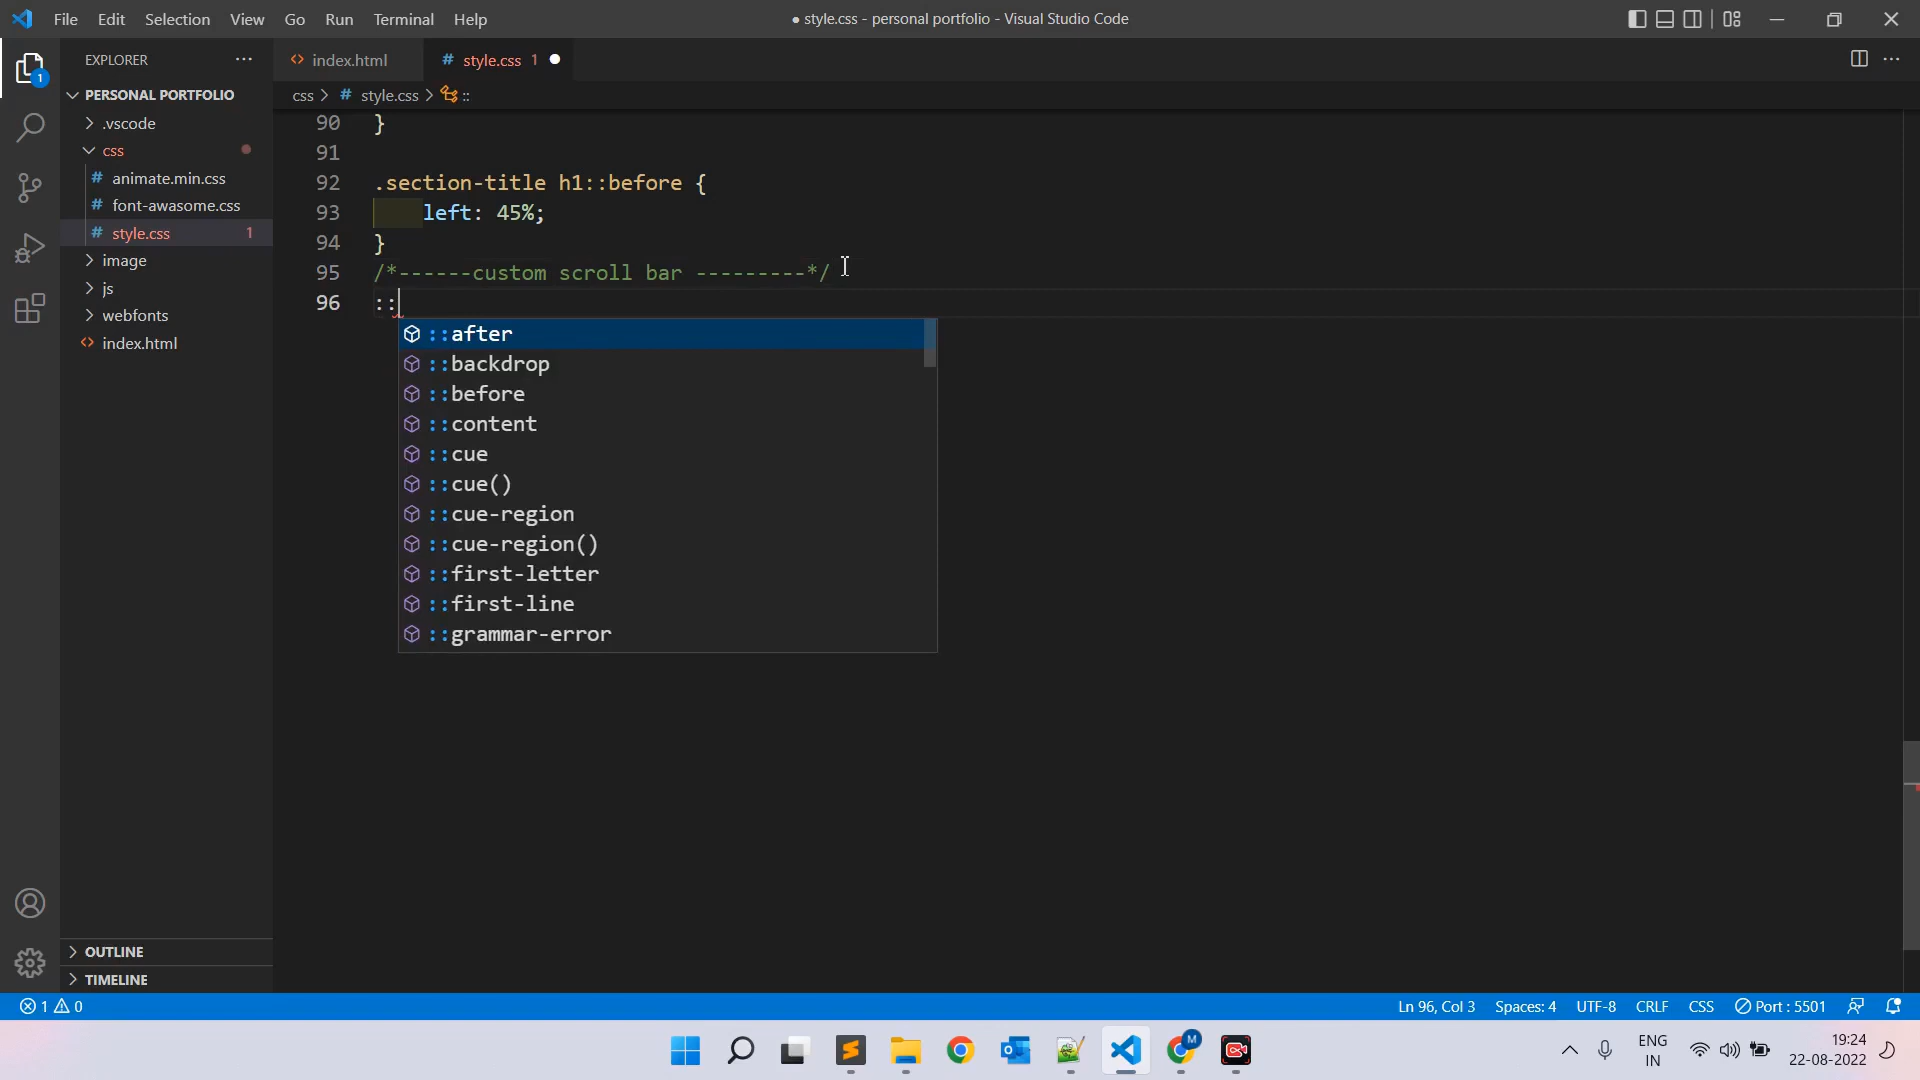 File Edit Selection View Go Run Terminal Help
● style.css - personal portfolio - Visual Studio Code
EXPLORER
PERSONAL PORTFOLIO
.vscode
css
animate.min.css
font-awasome.css
style.css 1
image
js
webfonts
index.html
OUTLINE
TIMELINE
index.html
style.css 1
css > # style.css > ::
90 }
91
92 .section-title h1::before {
93 left: 45%;
94 }
95 /*------custom scroll bar ---------*/
96 ::
::after
::backdrop
::before
::content
::cue
::cue()
::cue-region
::cue-region()
::first-letter
::first-line
::grammar-error
1 0
Ln 96, Col 3 Spaces: 4 UTF-8 CRLF CSS Port : 5501
M
ENG
IN
19:24
22-08-2022